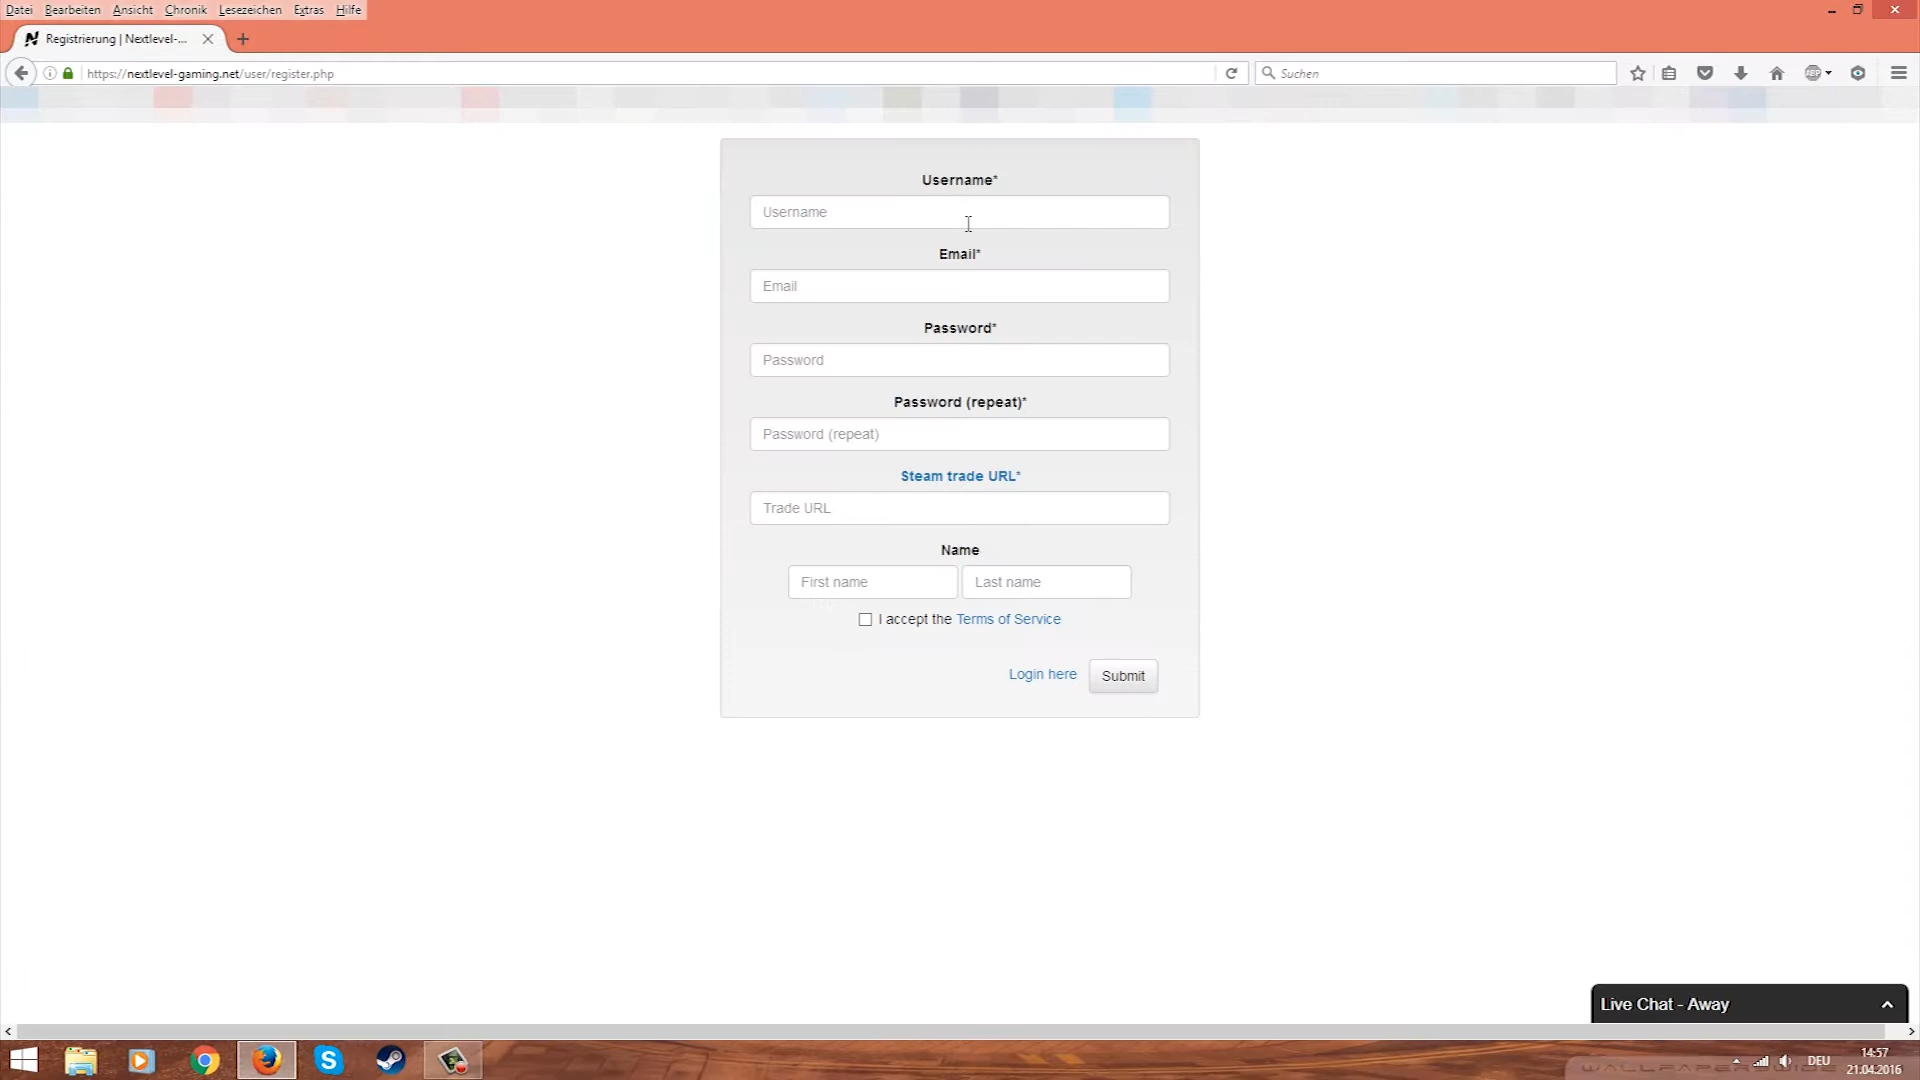 Datei Bearbeiten Ansicht Chronik Lesezeichen Extras Hilfe
Registrierung | Nextlevel-...
https://nextlevel-gaming.net/user/register.php
Suchen
ABP
Username*
Username
Email*
Email
Password*
Password
Password (repeat)*
Password (repeat)
Steam trade URL*
Trade URL
Name
First name Last name
I accept the Terms of Service
Login here Submit
Live Chat - Away
DEU
14:57
21.04.2016